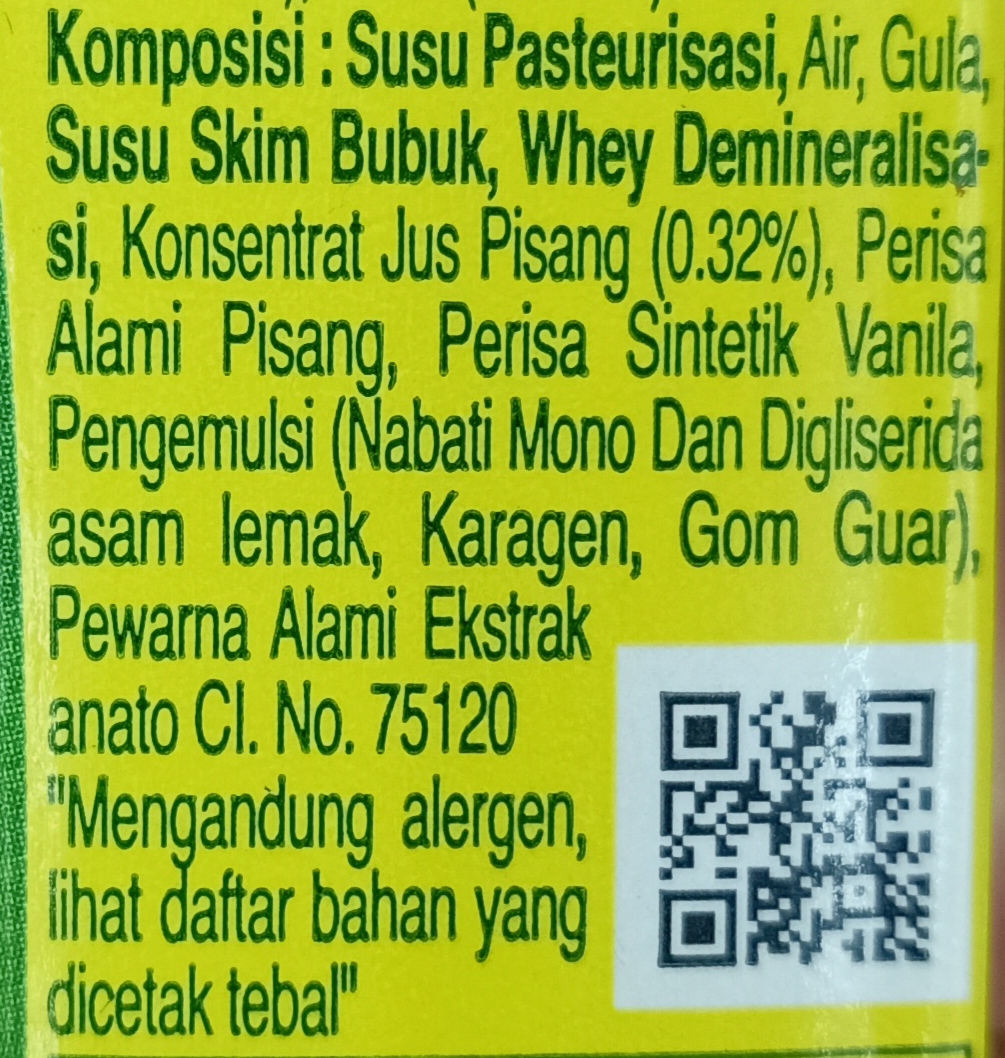 Komposisi : Susu Pasteurisasi, Air, Gula,
Susu Skim Bubuk, Whey Demineralisa-
si, Konsentrat Jus Pisang (0.32%), Perisa
Alami Pisang, Perisa Sintetik Vanila,
Pengemulsi (Nabati Mono Dan Digliserida
asam lemak, Karagen, Gom Guar),
Pewarna Alami Ekstrak
anato CI. No. 75120
"Mengandung alergen,
lihat daftar bahan yang
dicetak tebal"